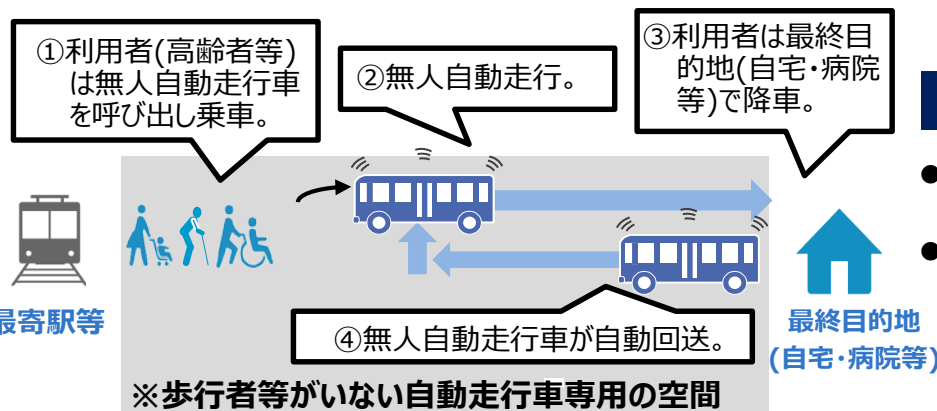 ①利用者(高齢者等)
は無人自動走行車
を呼び出し乗車。
②無人自動走行。
③利用者は最終目
的地(自宅・病院
等)で降車。
最寄駅等
④無人自動走行車が自動回送。
最終目的地
(自宅・病院等)
※歩行者等がいない自動走行車専用の空間